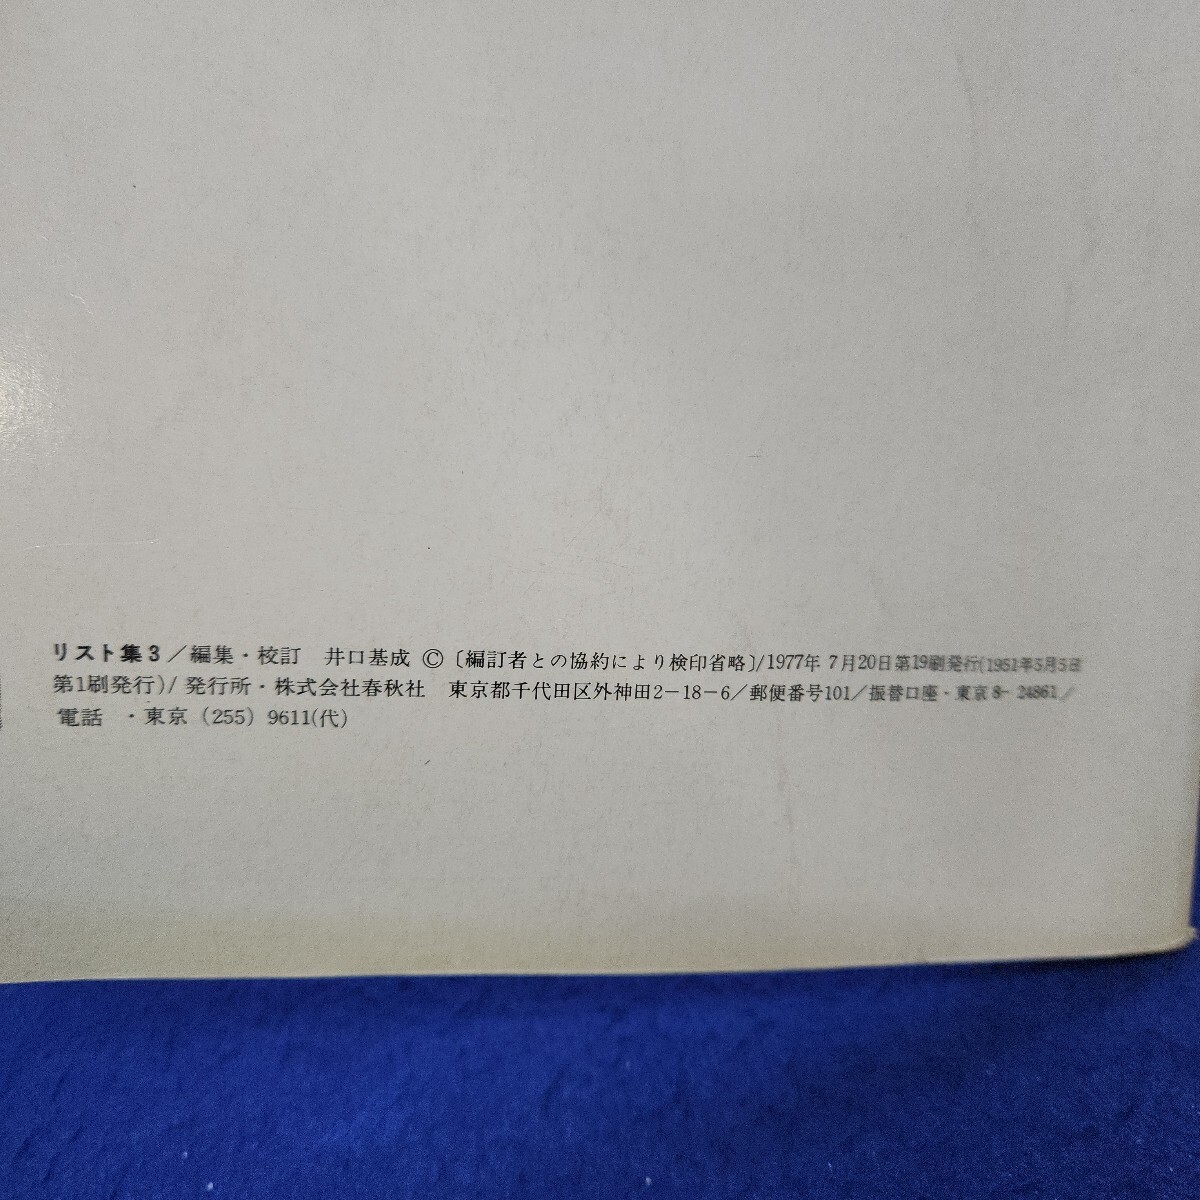 リスト集3／編集・校訂　井口基成 ©〔編訂者との協約により検印省略〕/1977年 7月20日第19刷発行(1951年5月5日
第1刷発行)/ 発行所・株式会社春秋社　東京都千代田区外神田2-18-6／郵便番号101／振替口座・東京8-24861／
電話　・東京（255）9611(代)